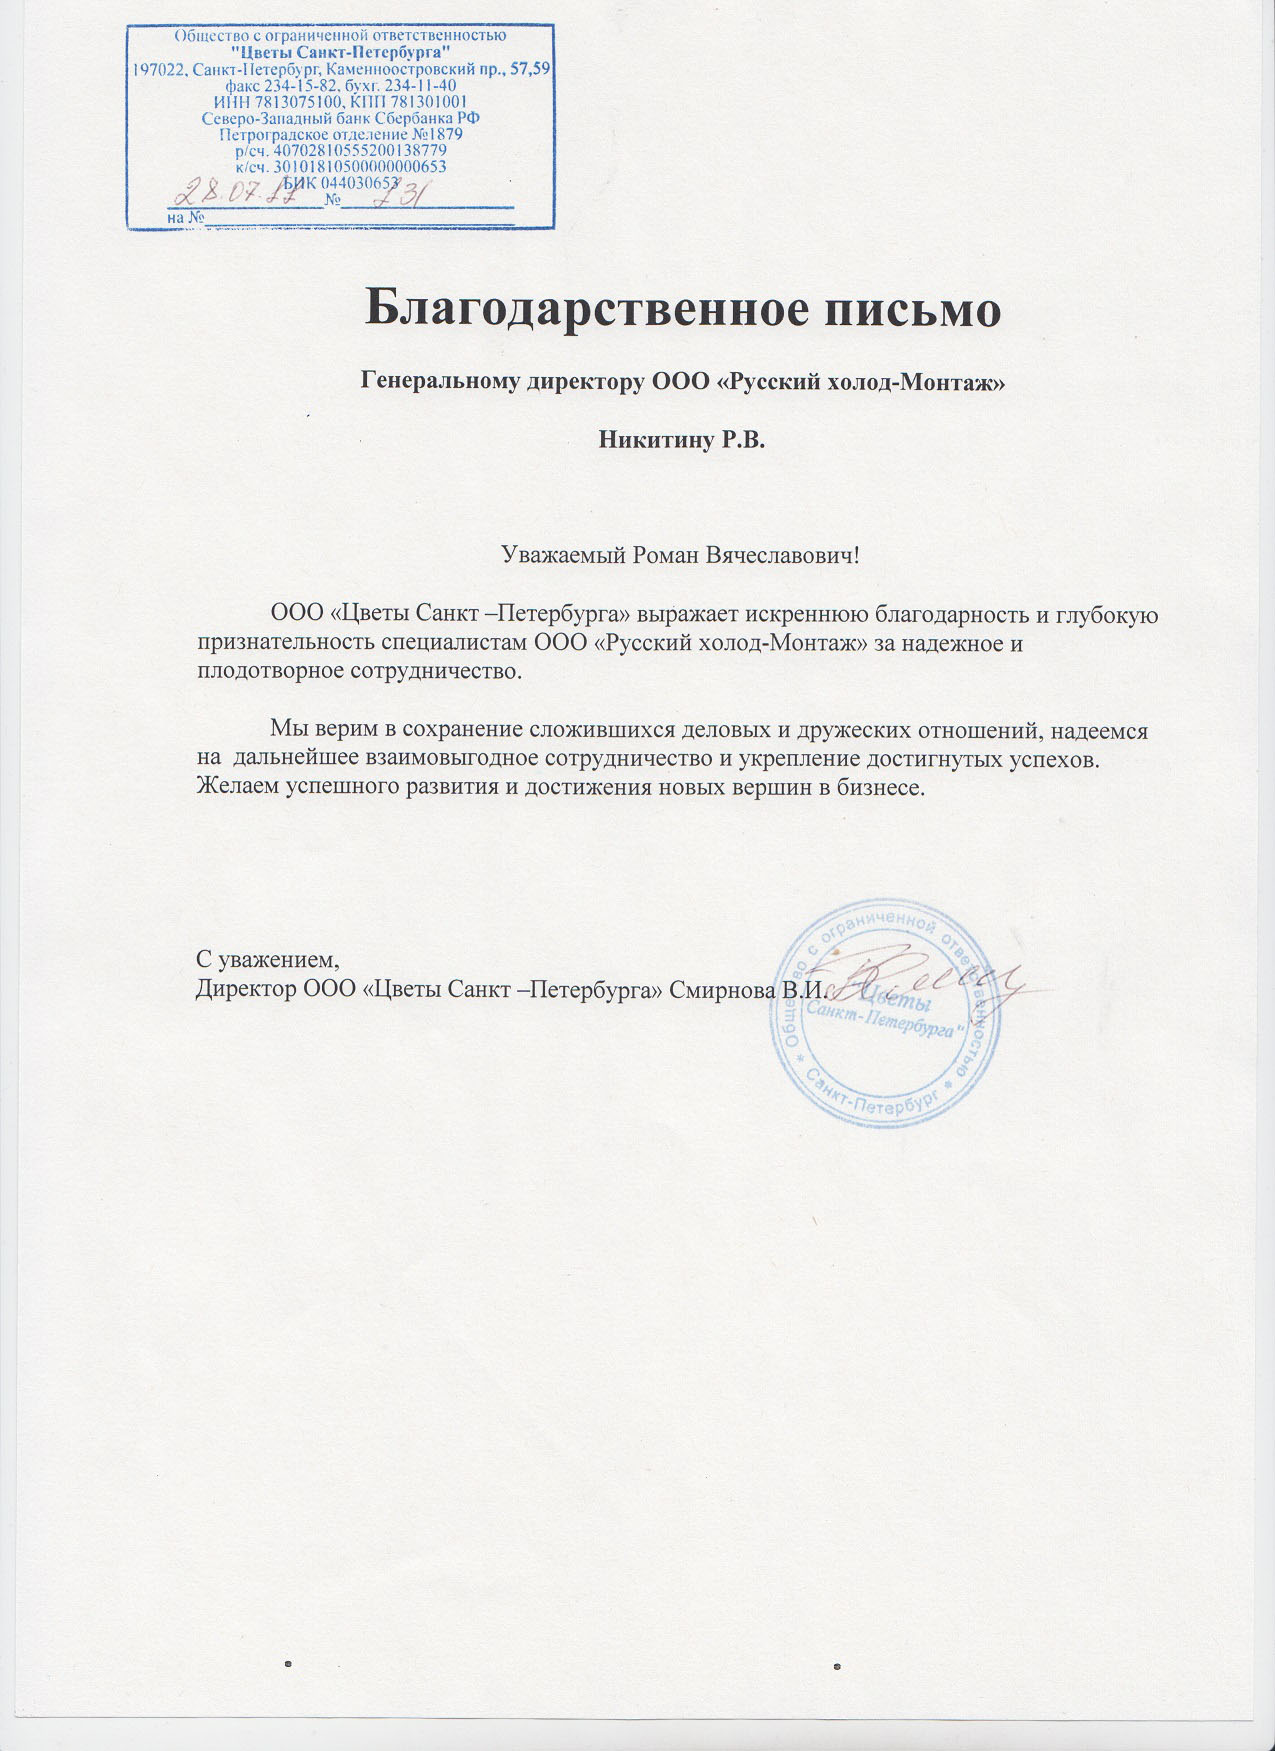 Общество с ограниченной ответственностью
"Цветы Санкт-Петербурга"
197022, Санкт-Петербург, Каменноостровский пр., 57,59
факс 234-15-82, бухг. 234-11-40
ИНН 7813075100, КПП 781301001
Северо-Западный банк Сбербанка РФ
Петроградское отделение №1879
р/сч. 40702810555200138779
к/сч. 30101810500000000653
БИК 044030653
28.07.11 №
на №
Благодарственное письмо
Генеральному директору ООО «Русский холод-Монтаж»
Никитину Р.В.
Уважаемый Роман Вячеславович!
ООО «Цветы Санкт –Петербурга» выражает искреннюю благодарность и глубокую
признательность специалистам ООО «Русский холод-Монтаж» за надежное и
плодотворное сотрудничество.
Мы верим в сохранение сложившихся деловых и дружеских отношений, надеемся
на дальнейшее взаимовыгодное сотрудничество и укрепление достигнутых успехов.
Желаем успешного развития и достижения новых вершин в бизнесе.
С уважением,
Директор ООО «Цветы Санкт –Петербурга» Смирнова В.И.
Общество с ограниченной ответственностью
"Цветы
Санкт-Петербурга"
* Санкт-Петербург *